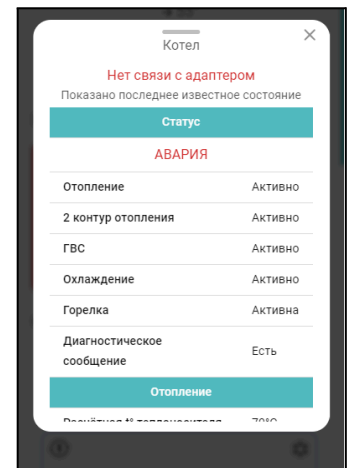 Котел
Нет связи с адаптером
Показано последнее известное состояние
Статус
АВАРИЯ
Отопление Активно
2 контур отопления Активно
ГВС Активно
Охлаждение Активно
Горелка Активна
Диагностическое
сообщение Есть
Отопление